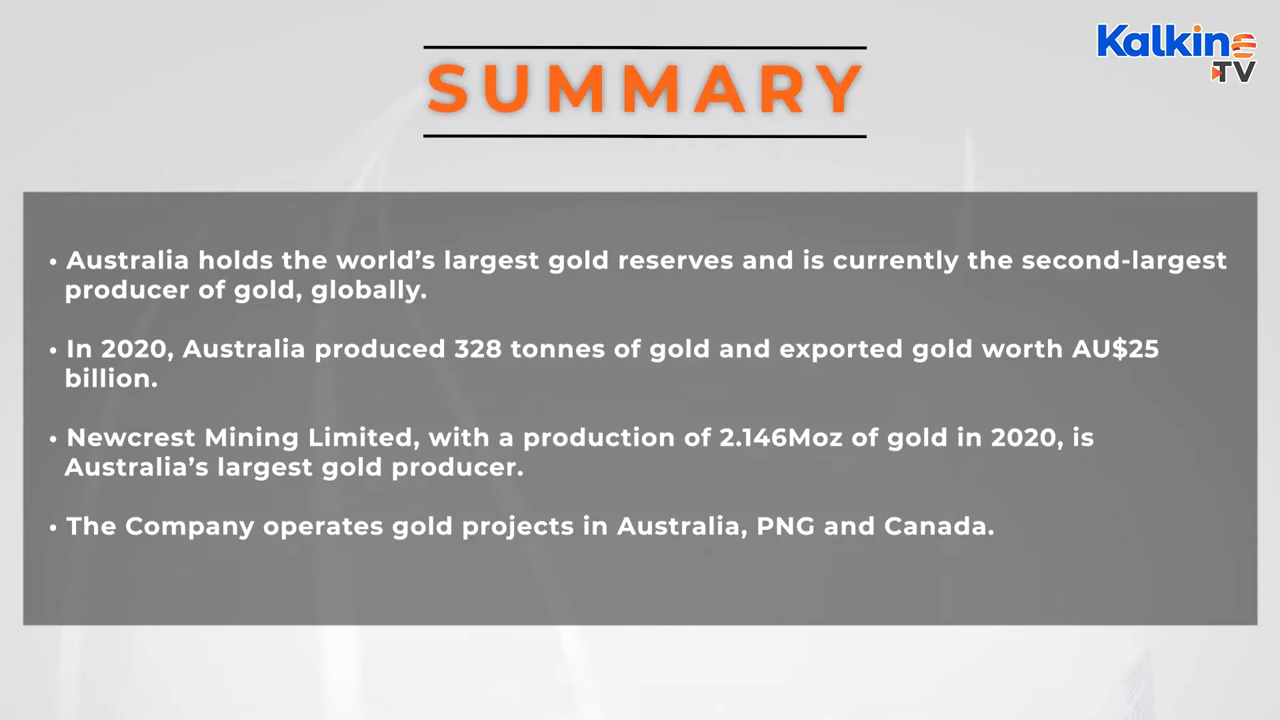 Kalkine
TV
SUMMARY
• Australia holds the world’s largest gold reserves and is currently the second-largest
producer of gold, globally.
• In 2020, Australia produced 328 tonnes of gold and exported gold worth AU$25
billion.
• Newcrest Mining Limited, with a production of 2.146Moz of gold in 2020, is
Australia’s largest gold producer.
• The Company operates gold projects in Australia, PNG and Canada.